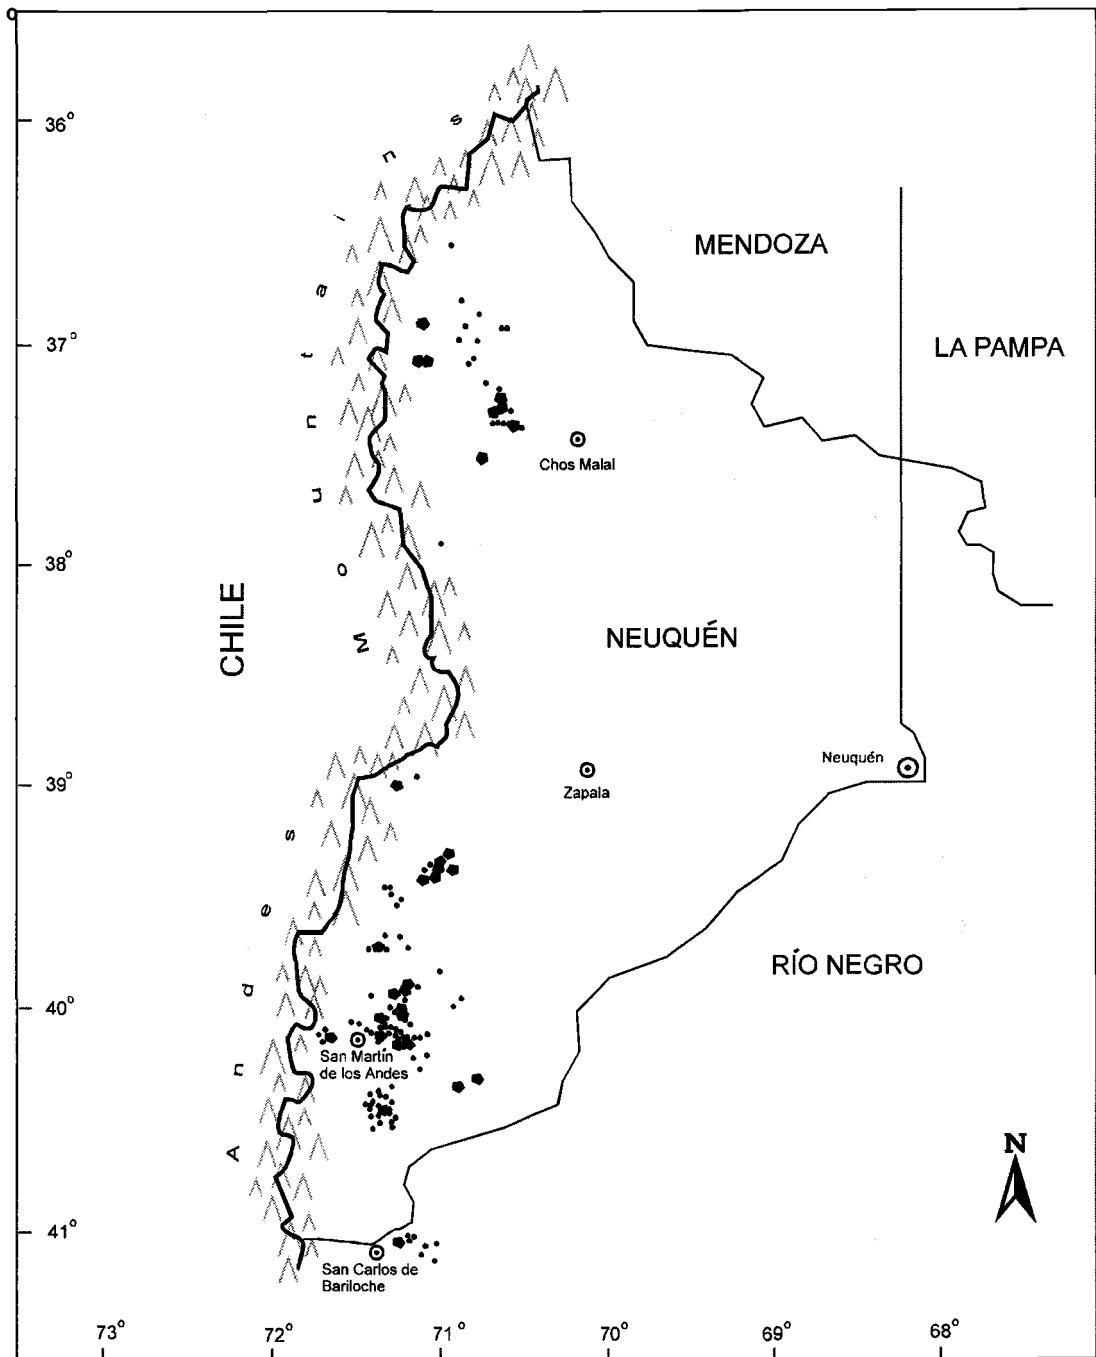 o
36°
37°
38°
39°
40°
41°
MENDOZA
LA PAMPA
Chos Malal
CHILE
NEUQUÉN
Neuquén
Zapala
RÍO NEGRO
San Martín
de los Andes
San Carlos de
Bariloche
Andes Mountains
N
73°
72°
71°
70°
69°
68°